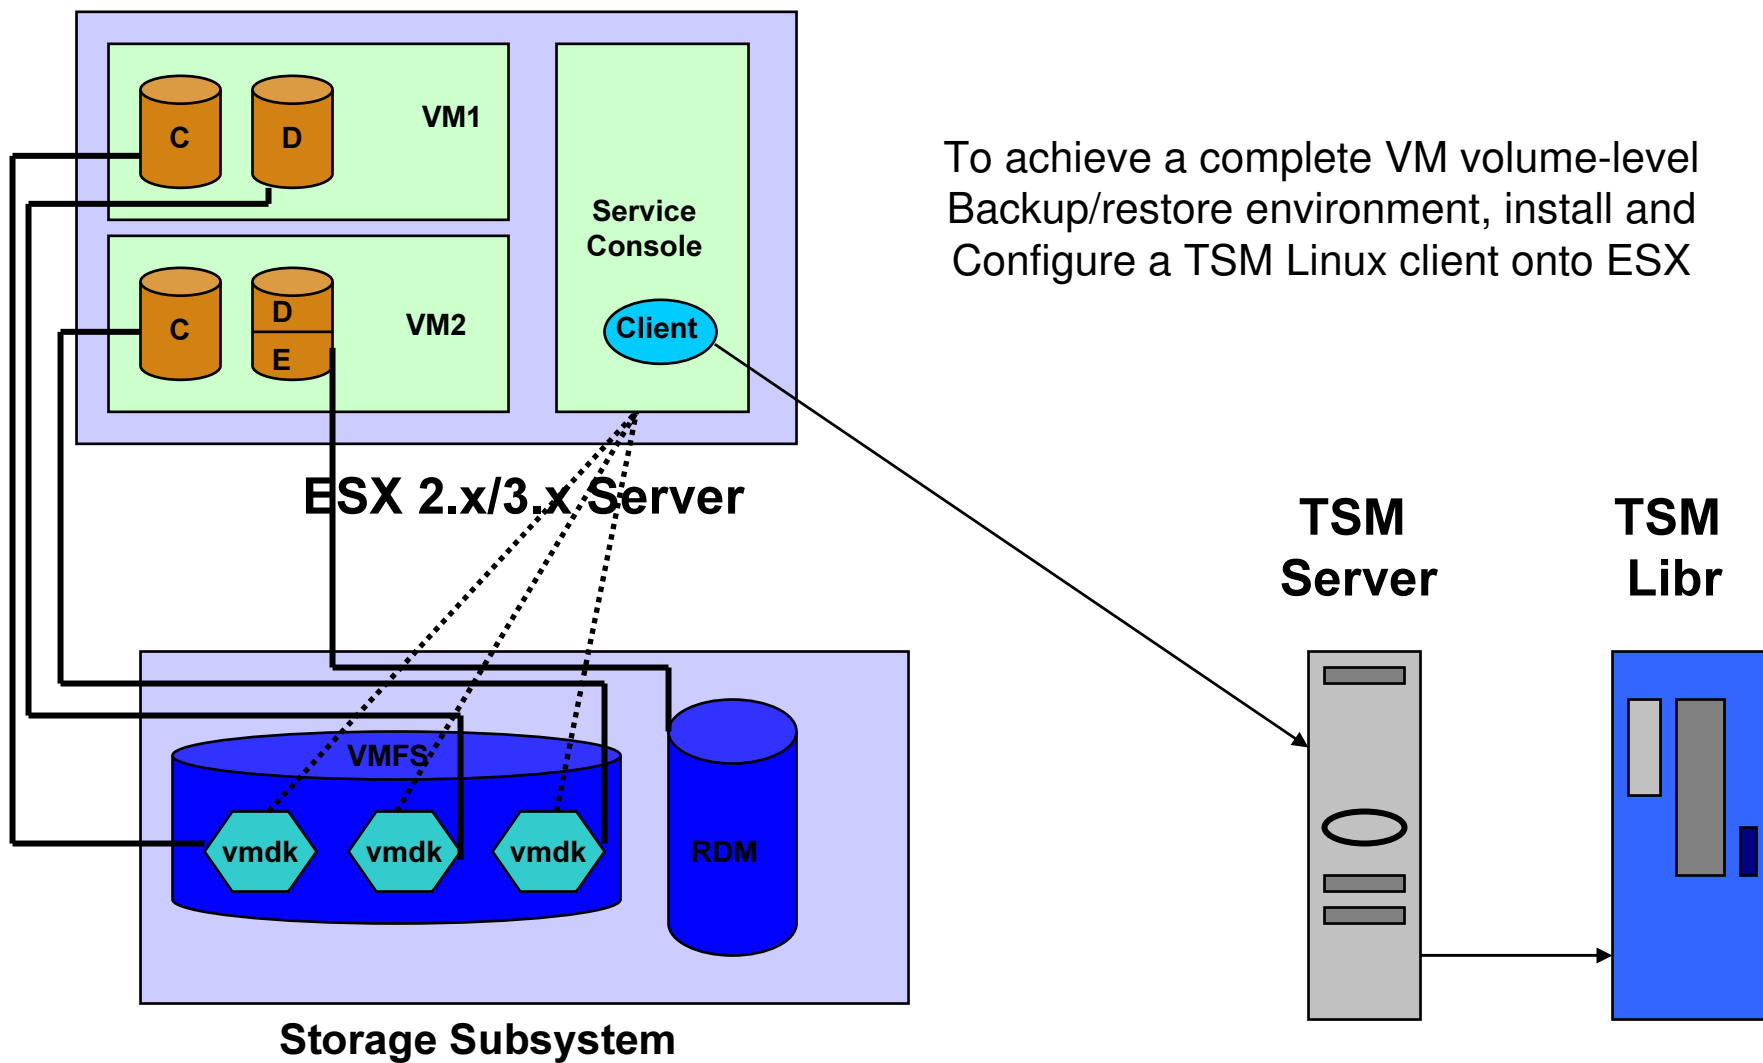 VM1
C
D
Service
Console
VM2
C
D
E
Client
To achieve a complete VM volume-level
Backup/restore environment, install and
Configure a TSM Linux client onto ESX
ESX 2.x/3.x Server
TSM
Server
TSM
Libr
VMFS
vmdk
vmdk
vmdk
RDM
Storage Subsystem